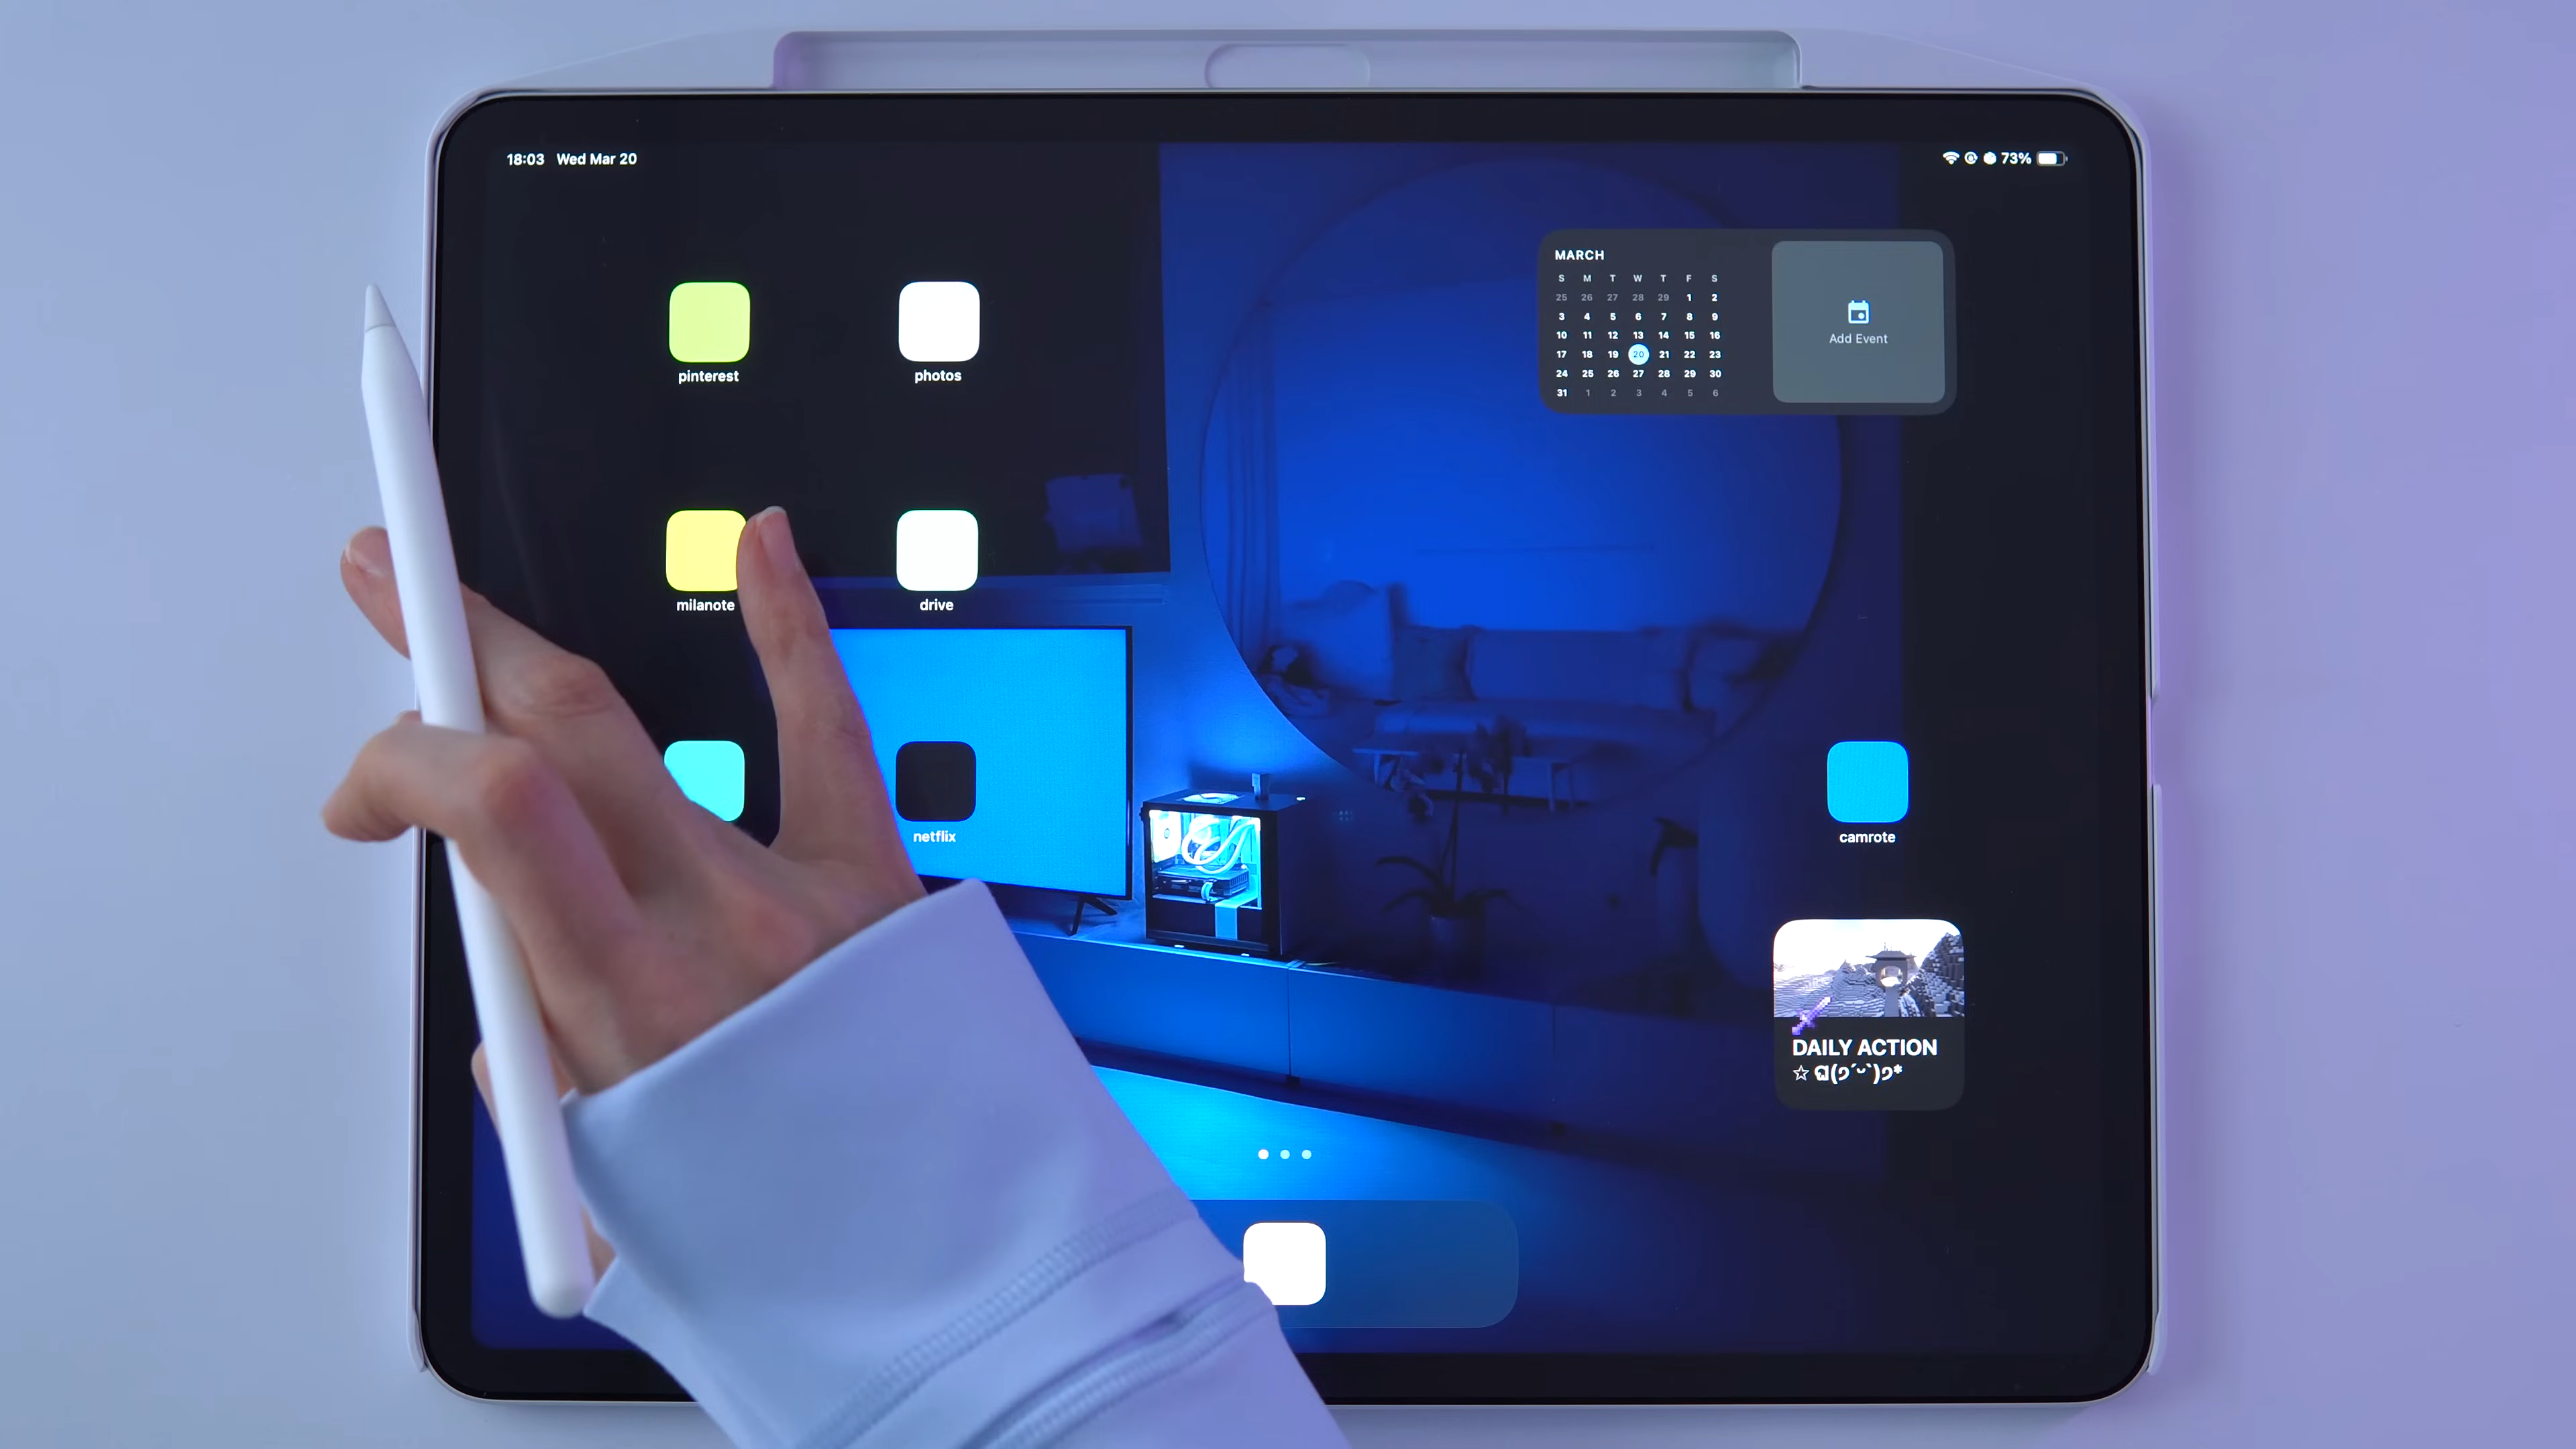 18:03 Wed Mar 20
73%
pinterest
photos
MARCH
S M T W T F S
25 26 27 28 29 1 2
3 4 5 6 7 8 9
10 11 12 13 14 15 16
17 18 19 20 21 22 23
24 25 26 27 28 29 30
31 1 2 3 4 5 6
Add Event
milanote
drive
netflix
camrote
DAILY ACTION